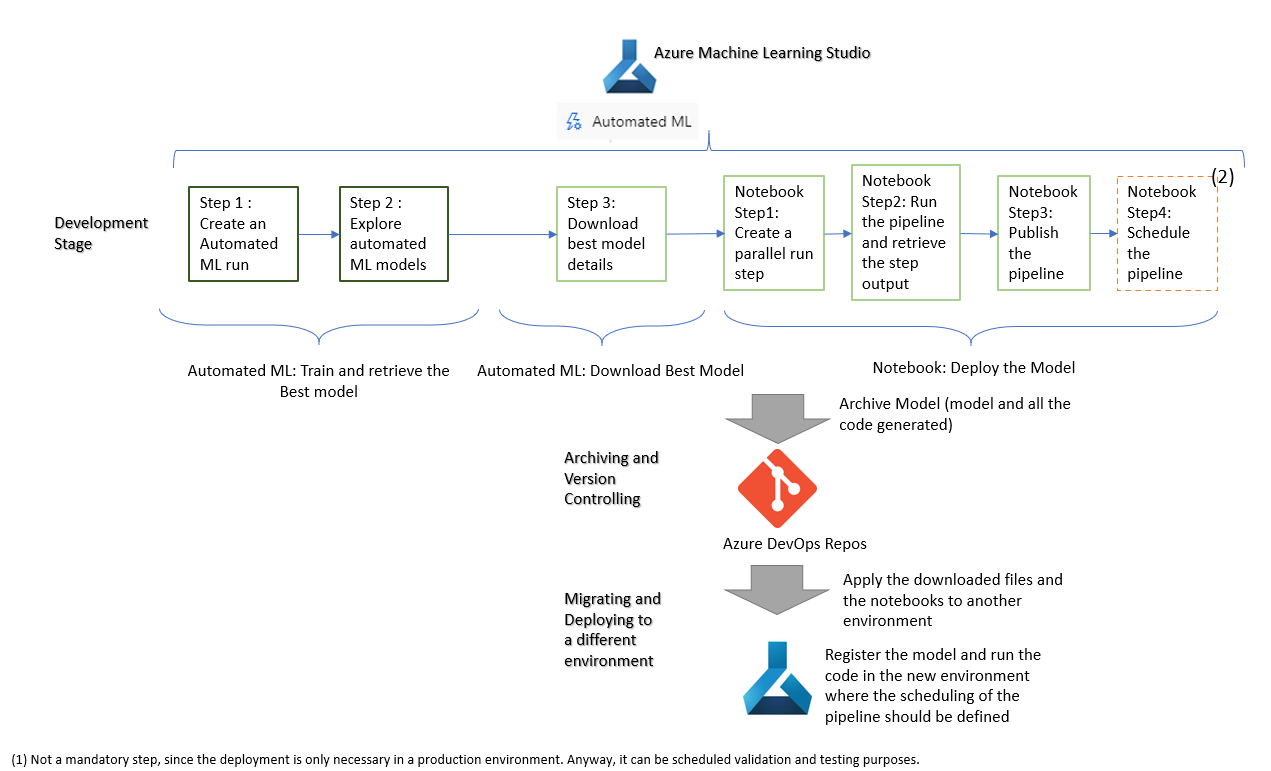 Azure Machine Learning Studio
Automated ML
(2)
Development
Stage
Step 1 :
Create an
Automated
ML run
Step 2 :
Explore
automated
ML models
Step 3:
Download
best model
details
Notebook
Step1:
Create a
parallel run
step
Notebook
Step2: Run
the pipeline
and retrieve
the step
output
Notebook
Step3:
Publish
the
pipeline
Notebook
Step4:
Schedule
the
pipeline
Automated ML: Train and retrieve the
Best model
Automated ML: Download Best Model
Notebook: Deploy the Model
Archive Model (model and all the
code generated)
Archiving and
Version
Controlling
Azure DevOps Repos
Apply the downloaded files and
the notebooks to another
environment
Migrating and
Deploying to
a different
environment
Register the model and run the
code in the new environment
where the scheduling of the
pipeline should be defined
(1) Not a mandatory step, since the deployment is only necessary in a production environment. Anyway, it can be scheduled validation and testing purposes.